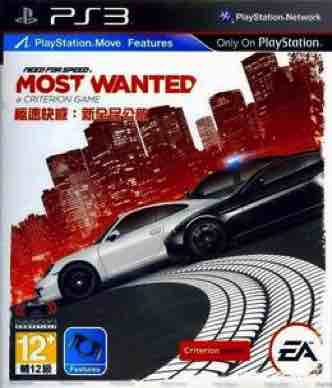 PS3
PlayStation Network
PlayStation Move Features
Only On PlayStation
NEED FOR SPEED
MOST WANTED
a CRITERION GAME
極速快感：新全民公敵
12+
輔12級
Features
Criterion
EA